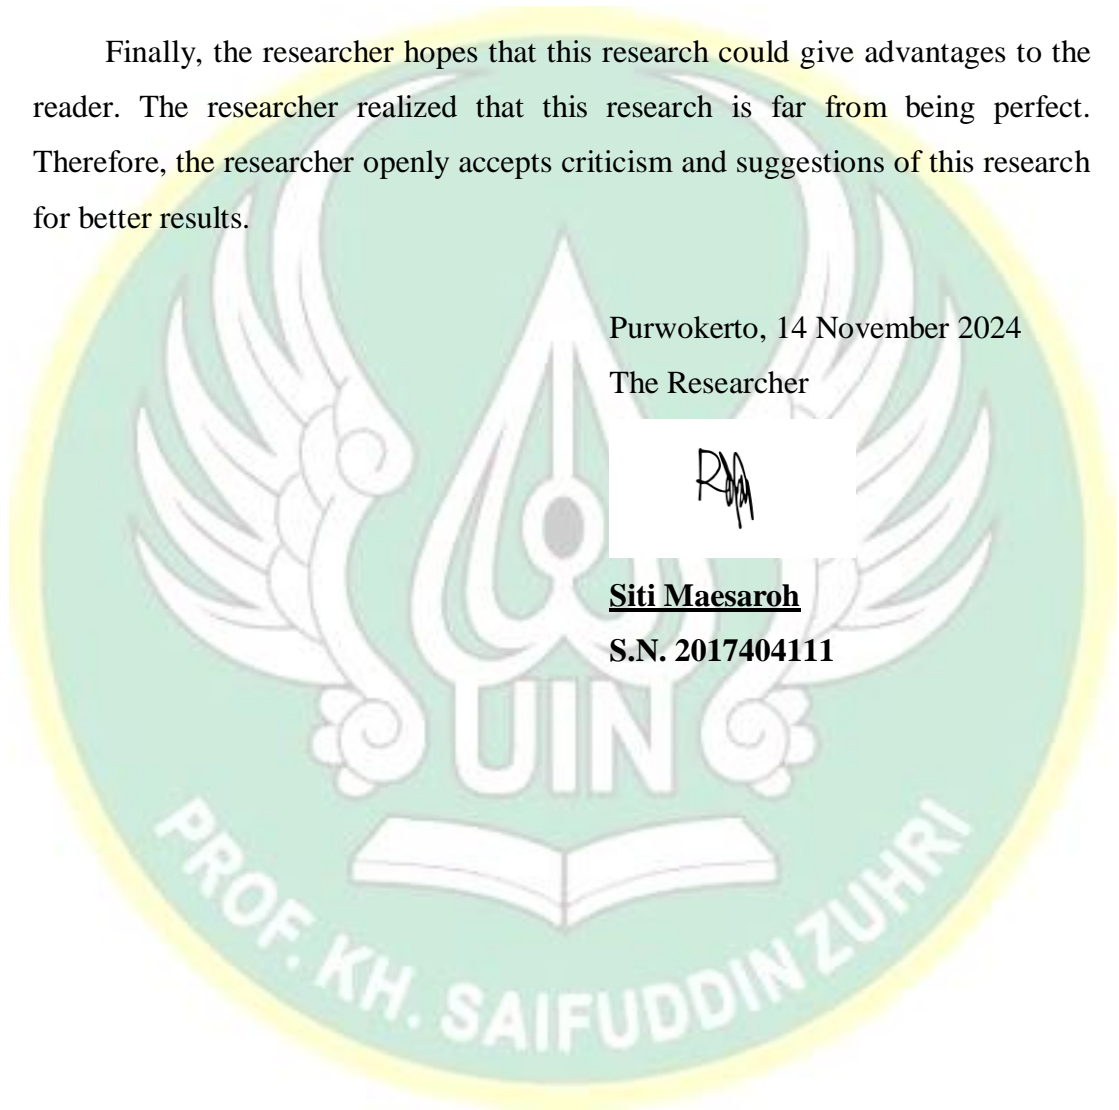 Finally, the researcher hopes that this research could give advantages to the
reader. The researcher realized that this research is far from being perfect.
Therefore, the researcher openly accepts criticism and suggestions of this research
for better results.
Purwokerto, 14 November 2024
The Researcher
Siti Maesaroh
S.N. 2017404111
UIN
PROF. KH. SAIFUDDIN ZUHRI